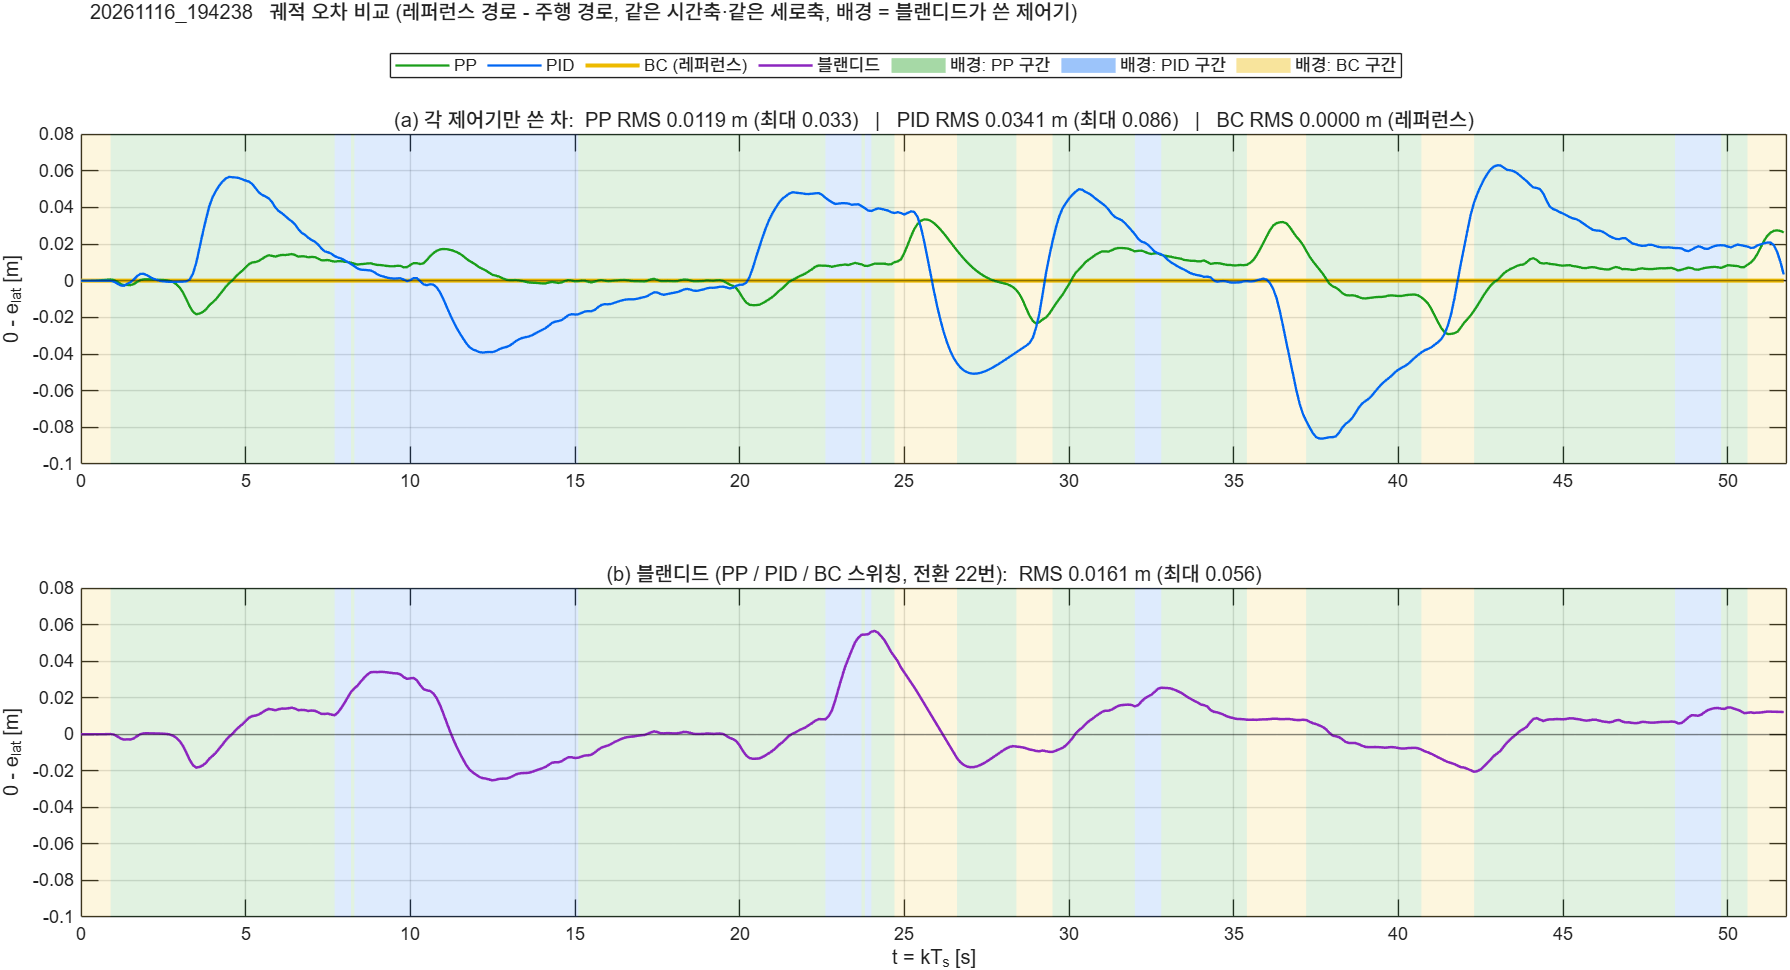 20261116_194238 궤적 오차 비교 (레퍼런스 경로 - 주행 경로, 같은 시간축·같은 세로축, 배경 = 블랜디드가 쓴 제어기)
PP PID BC (레퍼런스) 블랜디드 배경: PP 구간 배경: PID 구간 배경: BC 구간
(a) 각 제어기만 쓴 차: PP RMS 0.0119 m (최대 0.033) | PID RMS 0.0341 m (최대 0.086) | BC RMS 0.0000 m (레퍼런스)
0.08
0.06
0.04
0.02
0
-0.02
-0.04
-0.06
-0.08
-0.1
0 - e_lat [m]
0 5 10 15 20 25 30 35 40 45 50
(b) 블랜디드 (PP / PID / BC 스위칭, 전환 22번): RMS 0.0161 m (최대 0.056)
0.08
0.06
0.04
0.02
0
-0.02
-0.04
-0.06
-0.08
-0.1
0 - e_lat [m]
0 5 10 15 20 25 30 35 40 45 50
t = kT_s [s]